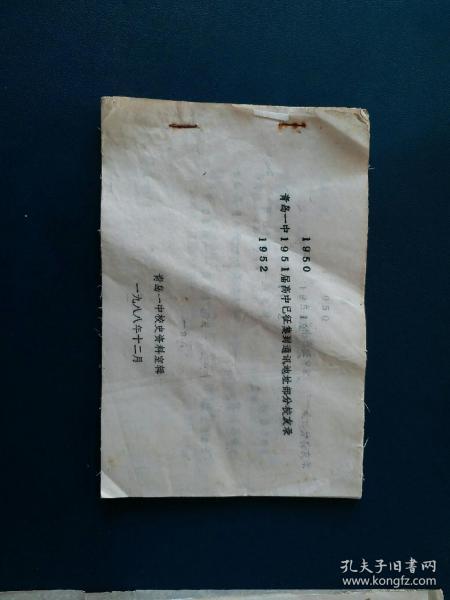 1950
青岛一中1951届高中已征集到通讯地址部分校友录
1952
青岛一中校史资料室辑
一九八八年十二月
孔夫子旧书网
www.kongfz.com